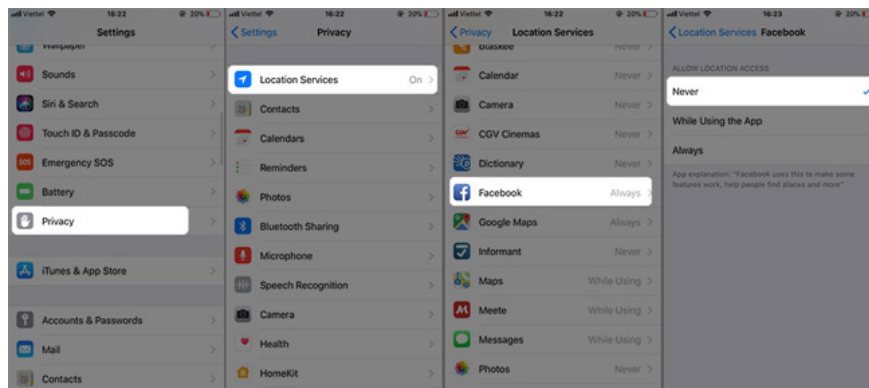 Viettel 16:22 20%
Settings
Wallpaper
Sounds
Siri & Search
Touch ID & Passcode
SOS Emergency SOS
Battery
Privacy
iTunes & App Store
Accounts & Passwords
Mail
Contacts
Viettel 16:22 20%
Settings Privacy
Location Services On
Contacts
Calendars
Reminders
Photos
Bluetooth Sharing
Microphone
Speech Recognition
Camera
Health
HomeKit
Viettel 16:22 20%
Privacy Location Services
btaskee Never
Calendar Never
Camera Never
CGV CGV Cinemas Never
Dictionary Never
Facebook Always
Google Maps Always
Informant Never
Maps While Using
Meete While Using
Messages While Using
Photos Never
Viettel 16:23 20%
Location Services Facebook
ALLOW LOCATION ACCESS
Never
While Using the App
Always
App explanation: "Facebook uses this to make some
features work, help people find places and more"